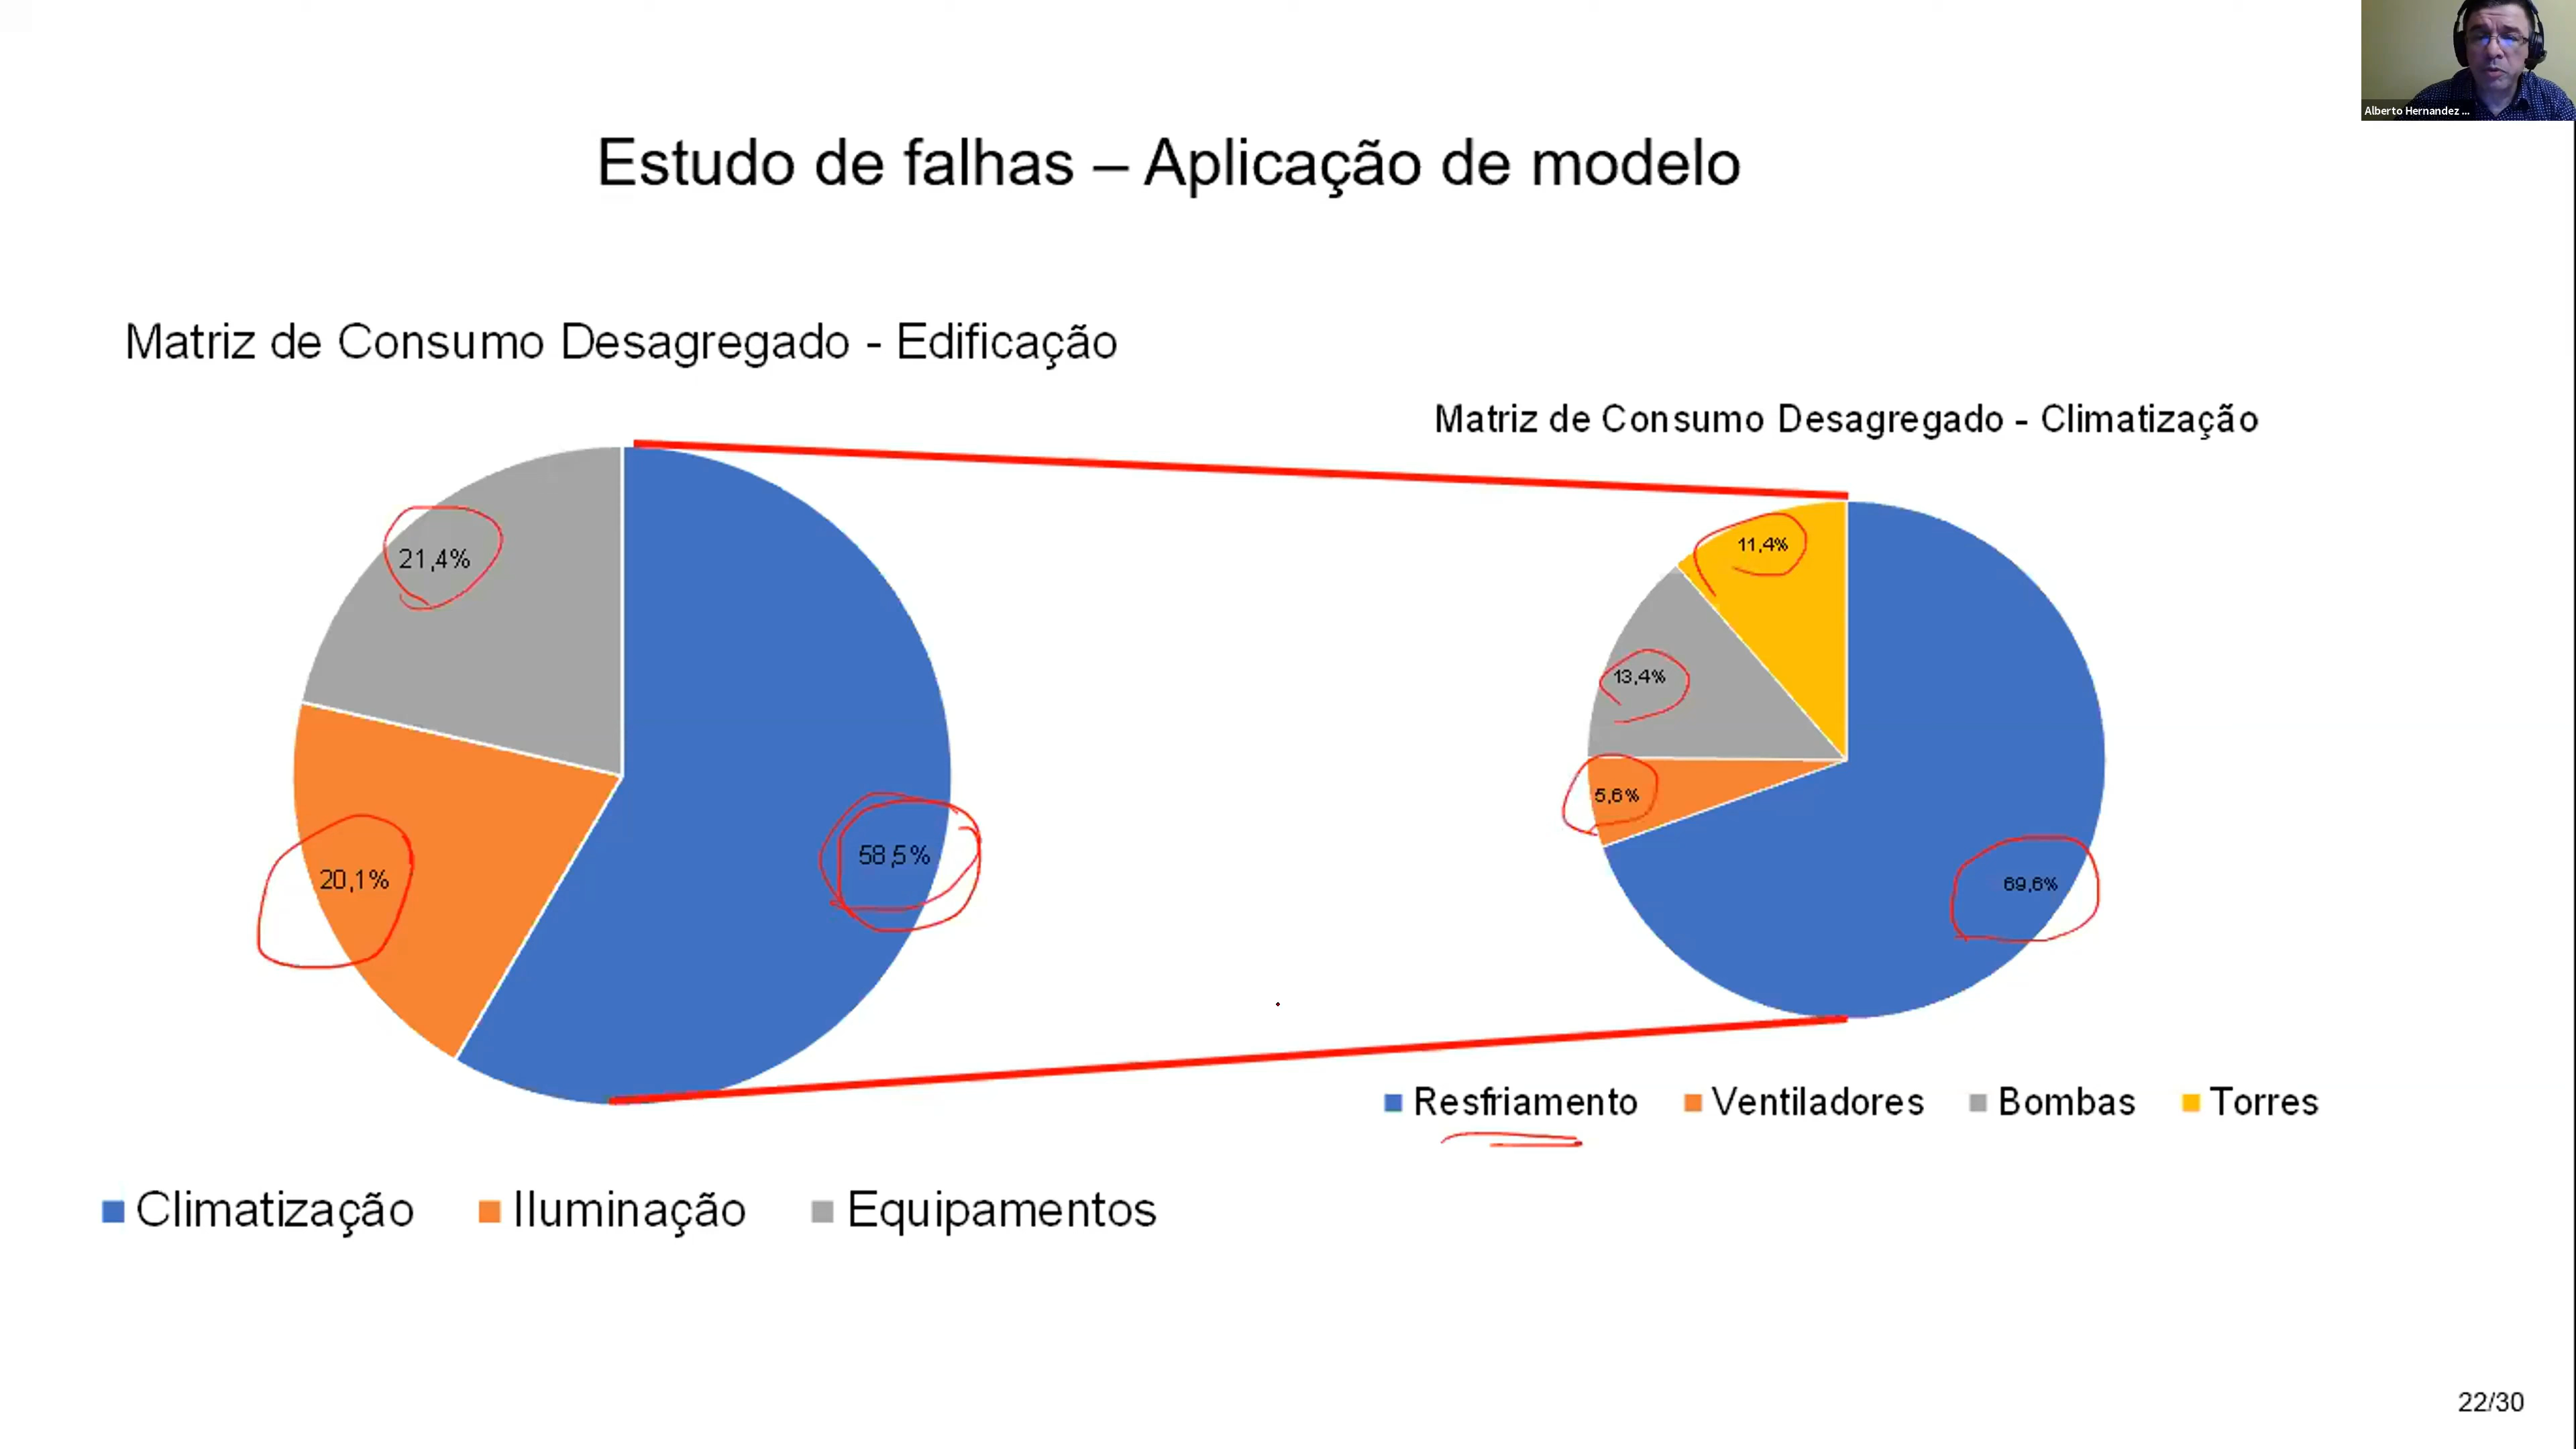 Alberto Hernandez ...
Estudo de falhas – Aplicação de modelo
Matriz de Consumo Desagregado - Edificação
21,4%
20,1%
58,5%
Climatização Iluminação Equipamentos
Matriz de Consumo Desagregado - Climatização
11,4%
13,4%
5,6%
69,6%
Resfriamento Ventiladores Bombas Torres
22/30